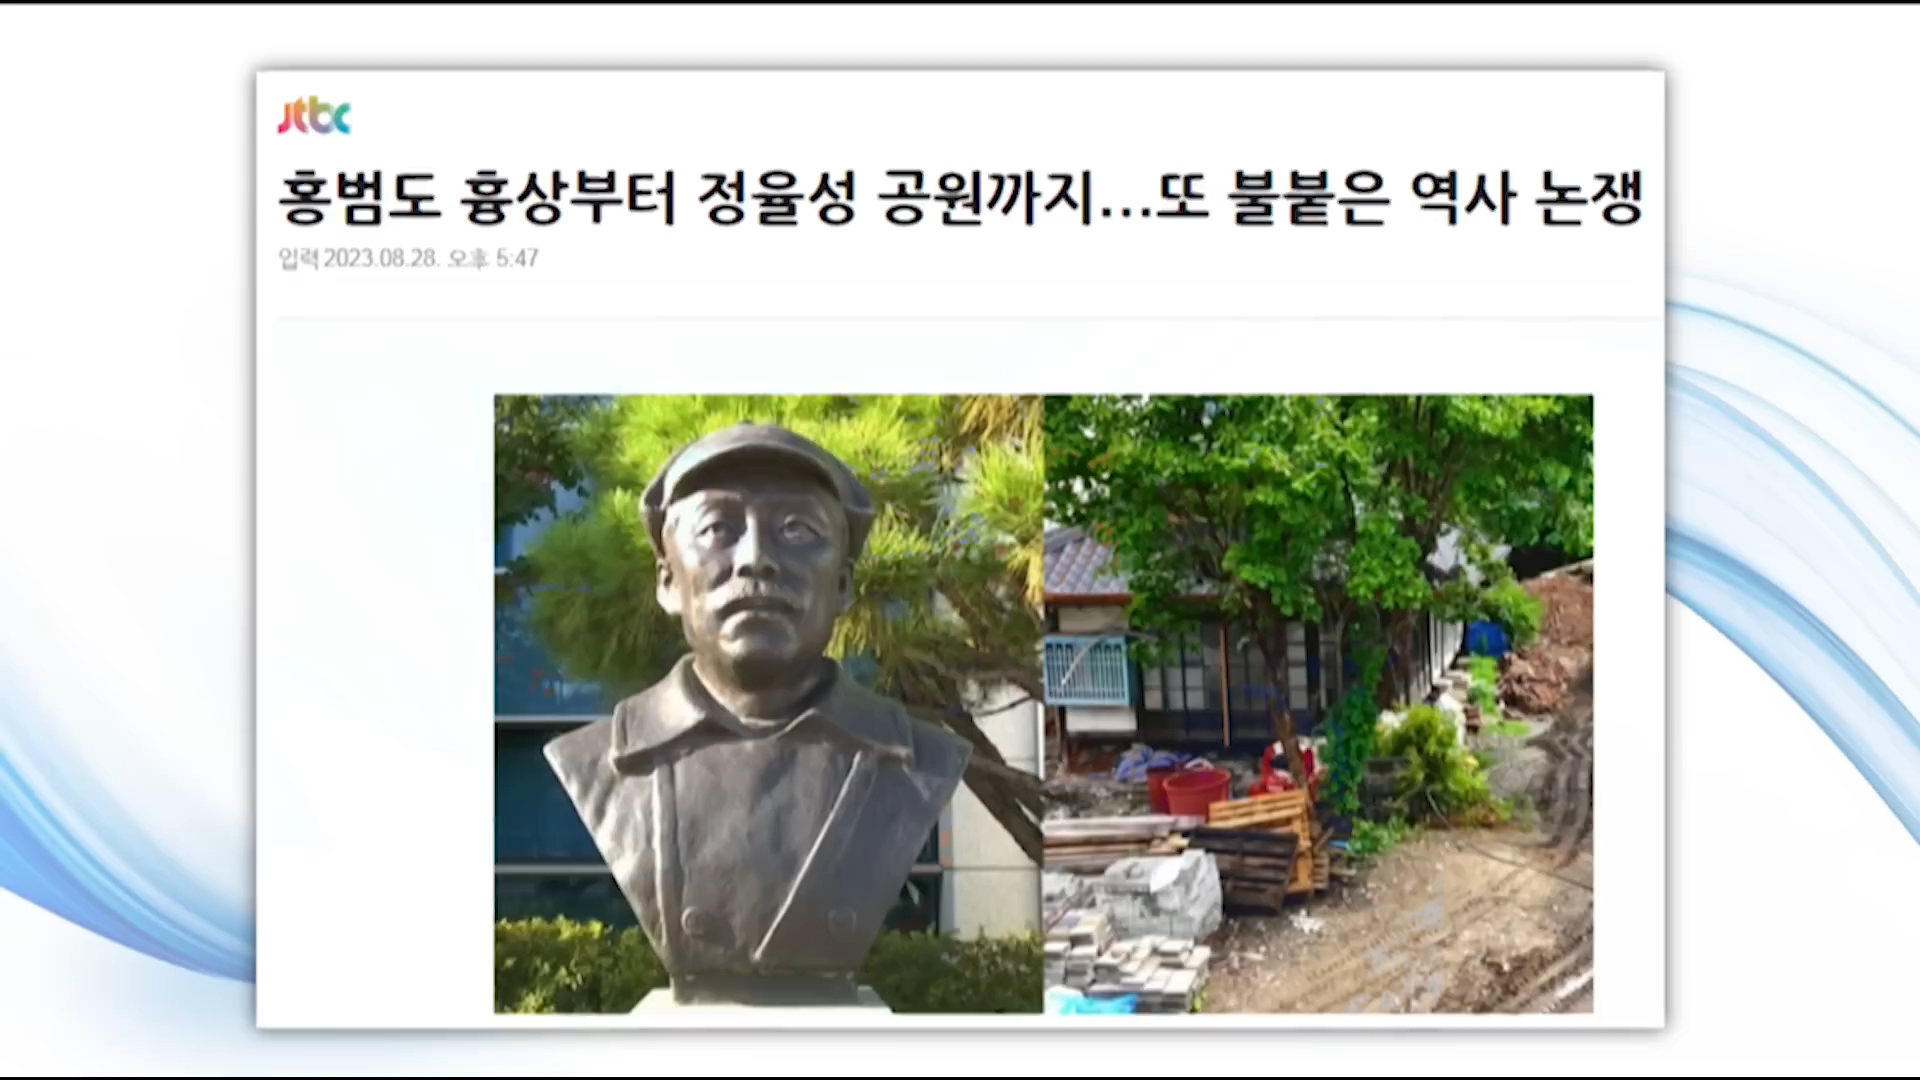 jtbc
홍범도 흉상부터 정율성 공원까지...또 불붙은 역사 논쟁
입력 2023.08.28. 오후 5:47